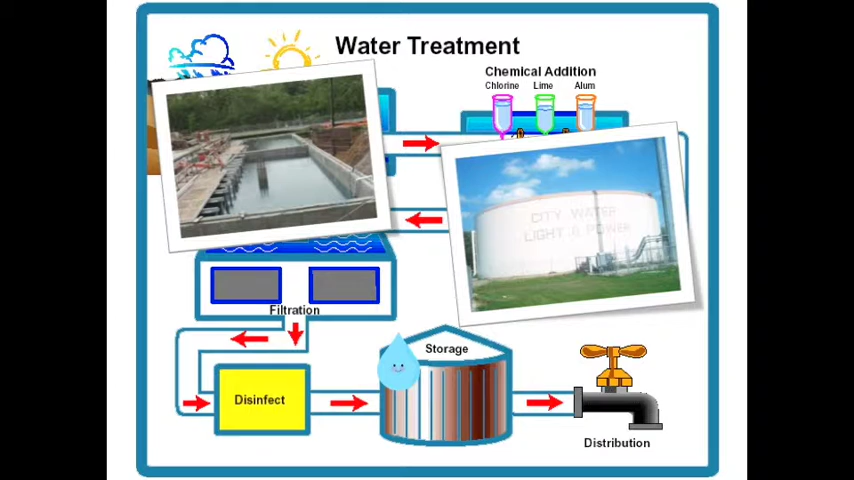 Water Treatment
Chemical Addition
Chlorine Lime Alum
CITY WATER
LIGHT & POWER
Filtration
Disinfect
Storage
Distribution